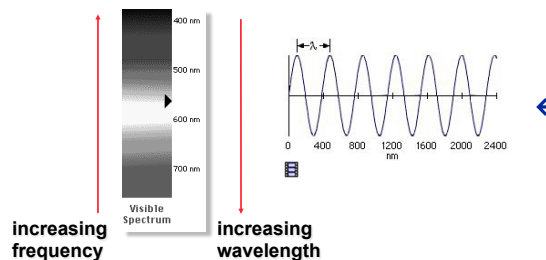 400 nm
500 nm
600 nm
700 nm
Visible
Spectrum
increasing
frequency
increasing
wavelength
λ
0 400 800 1200 1600 2000 2400
nm